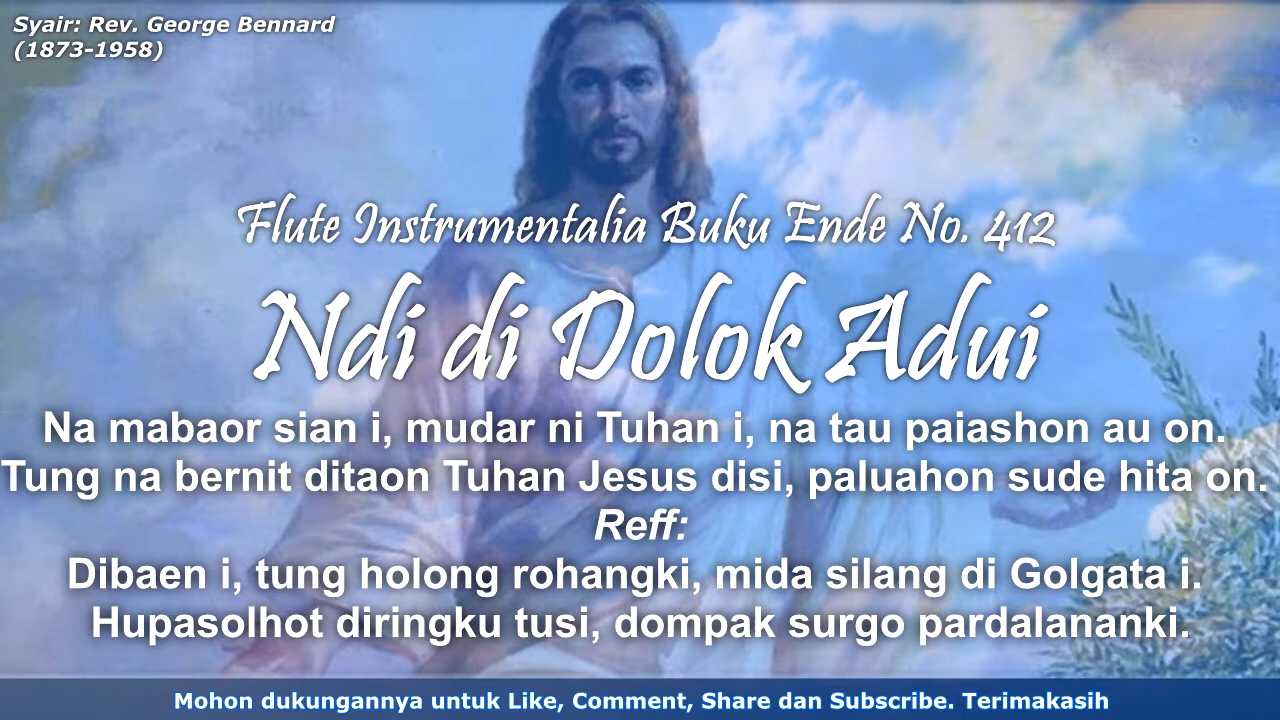 Syair: Rev. George Bennard
(1873-1958)
Flute Instrumentalia Buku Ende No. 412
Ndi di Dolok Adui
Na mabaor sian i, mudar ni Tuhan i, na tau paiashon au on.
Tung na bernit ditaon Tuhan Jesus disi, paluahon sude hita on.
Reff:
Dibaen i, tung holong rohangki, mida silang di Golgata i.
Hupasolhot diringku tusi, dompak surgo pardalananki.
Mohon dukungannya untuk Like, Comment, Share dan Subscribe. Terimakasih